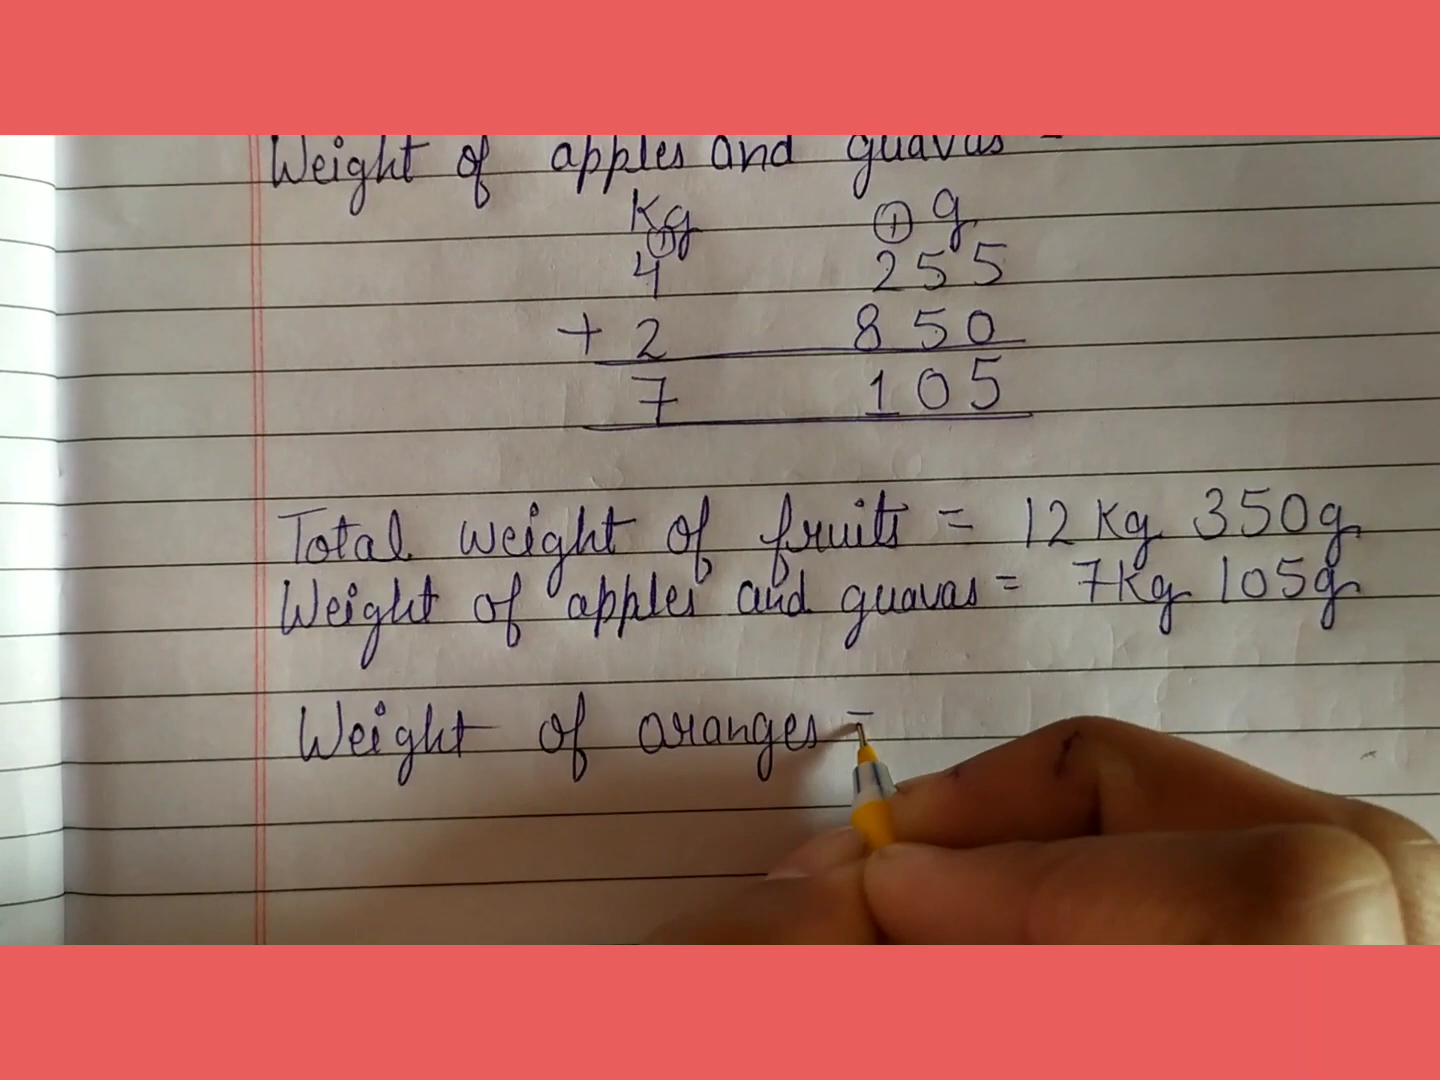 Weight of apples and guavas =
Kg g
① ①
4 255
+ 2 850
7 105
Total weight of fruits = 12 Kg 350g
Weight of apples and guavas = 7Kg 105g
Weight of oranges =